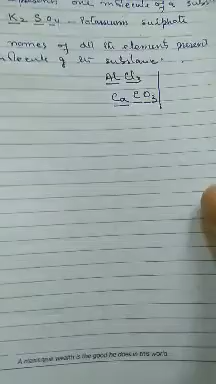 one molecule of a subst
K2 SO4 - Potassium sulphate
names of all the elements present
molecule of the substance.
Al Cl3
Ca CO3
A man's true wealth is the good he does in this world.